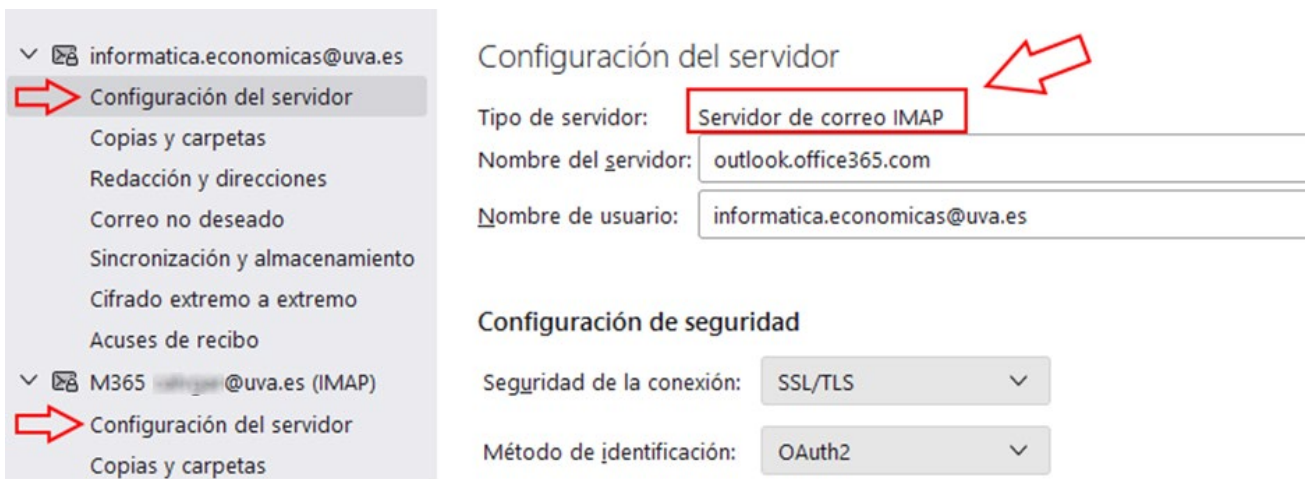 informatica.economicas@uva.es
Configuración del servidor
Copias y carpetas
Redacción y direcciones
Correo no deseado
Sincronización y almacenamiento
Cifrado extremo a extremo
Acuses de recibo
M365 @uva.es (IMAP)
Configuración del servidor
Copias y carpetas
Configuración del servidor
Tipo de servidor: Servidor de correo IMAP
Nombre del servidor: outlook.office365.com
Nombre de usuario: informatica.economicas@uva.es
Configuración de seguridad
Seguridad de la conexión: SSL/TLS
Método de identificación: OAuth2